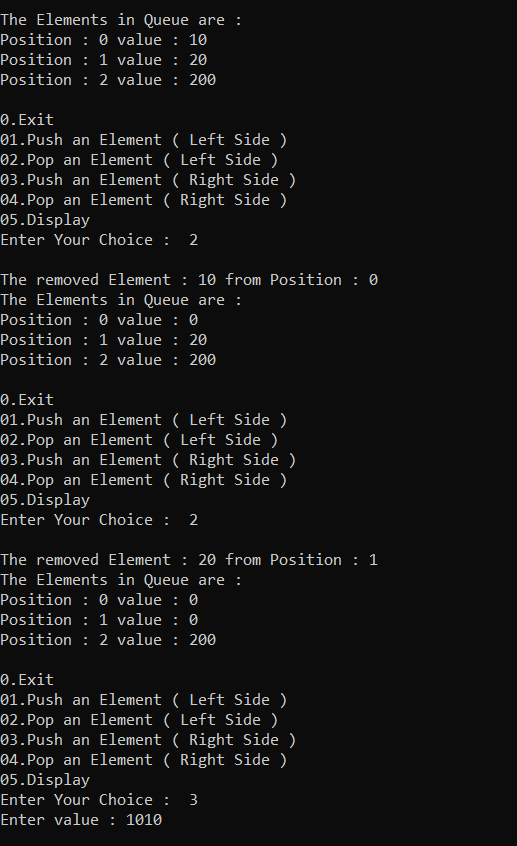 The Elements in Queue are :
Position : 0 value : 10
Position : 1 value : 20
Position : 2 value : 200
0.Exit
01.Push an Element ( Left Side )
02.Pop an Element ( Left Side )
03.Push an Element ( Right Side )
04.Pop an Element ( Right Side )
05.Display
Enter Your Choice :  2
The removed Element : 10 from Position : 0
The Elements in Queue are :
Position : 0 value : 0
Position : 1 value : 20
Position : 2 value : 200
0.Exit
01.Push an Element ( Left Side )
02.Pop an Element ( Left Side )
03.Push an Element ( Right Side )
04.Pop an Element ( Right Side )
05.Display
Enter Your Choice :  2
The removed Element : 20 from Position : 1
The Elements in Queue are :
Position : 0 value : 0
Position : 1 value : 0
Position : 2 value : 200
0.Exit
01.Push an Element ( Left Side )
02.Pop an Element ( Left Side )
03.Push an Element ( Right Side )
04.Pop an Element ( Right Side )
05.Display
Enter Your Choice :  3
Enter value : 1010